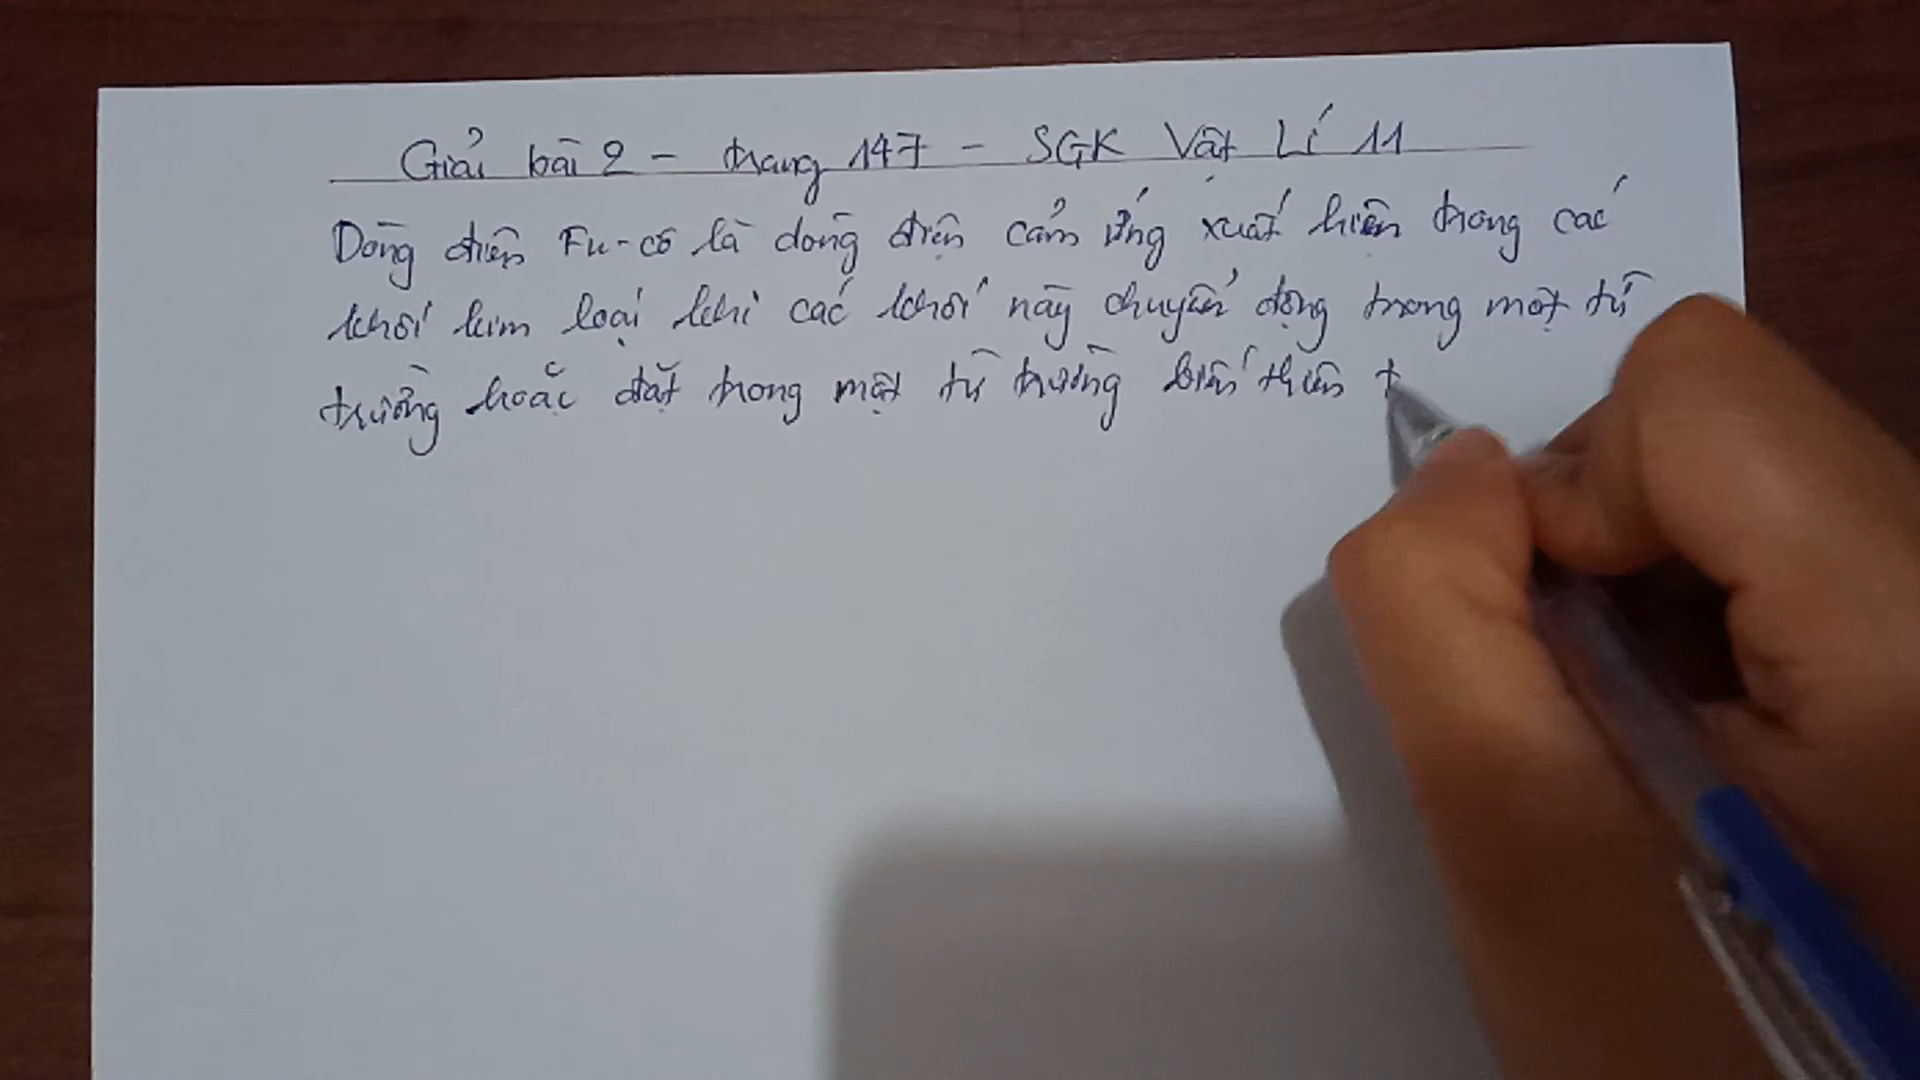 Giải bài 2 - trang 147 - SGK Vật Lí 11
Dòng điện Fu-cô là dòng điện cảm ứng xuất hiện trong các
khối kim loại khi các khối này chuyển động trong một từ
trường hoặc đặt trong một từ trường biến thiên t